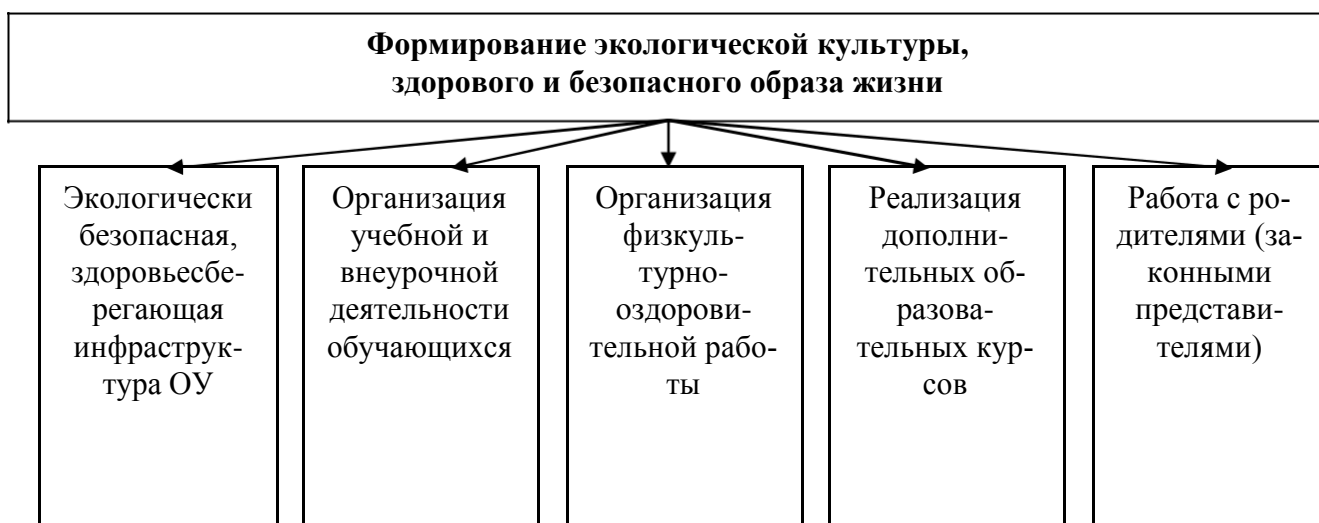 Формирование экологической культуры,
здорового и безопасного образа жизни
Экологически
безопасная,
здоровьесбе-
регающая
инфраструк-
тура ОУ
Организация
учебной и
внеурочной
деятельности
обучающихся
Организация
физкуль-
турно-
оздорови-
тельной рабо-
ты
Реализация
дополни-
тельных об-
разова-
тельных кур-
сов
Работа с ро-
дителями (за-
конными
представи-
телями)